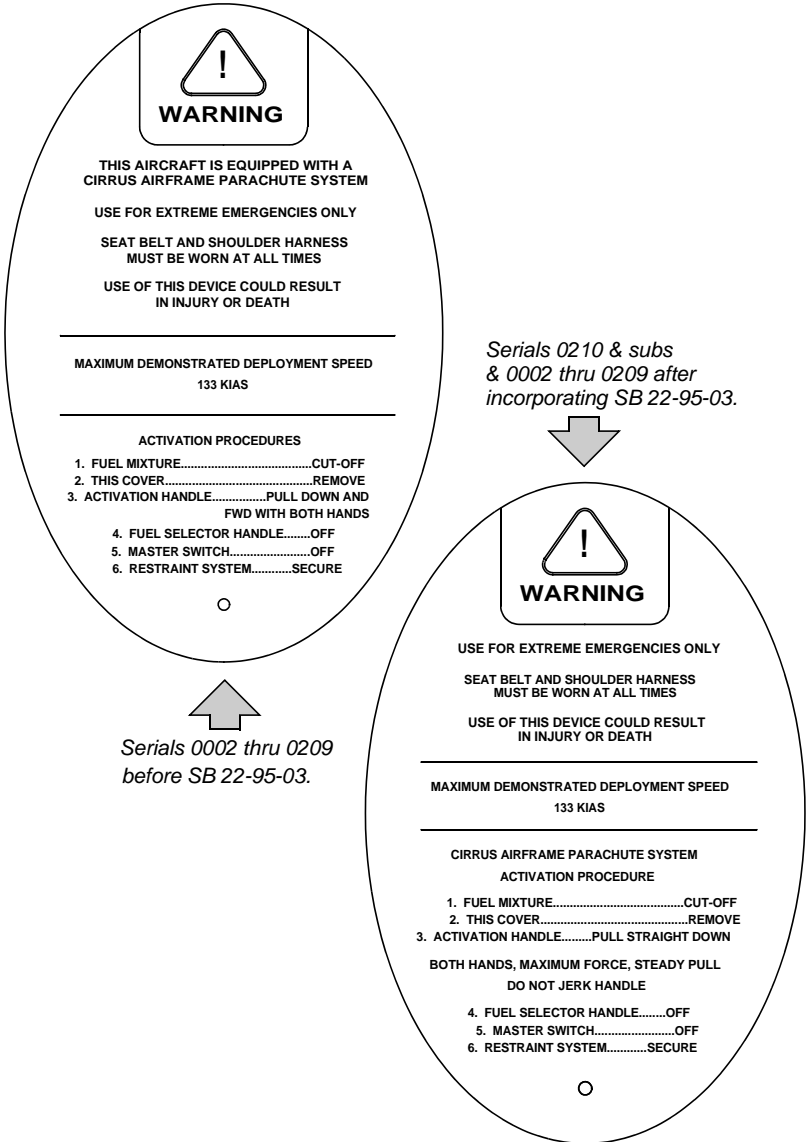 !
WARNING
THIS AIRCRAFT IS EQUIPPED WITH A
CIRRUS AIRFRAME PARACHUTE SYSTEM
USE FOR EXTREME EMERGENCIES ONLY
SEAT BELT AND SHOULDER HARNESS
MUST BE WORN AT ALL TIMES
USE OF THIS DEVICE COULD RESULT
IN INJURY OR DEATH
MAXIMUM DEMONSTRATED DEPLOYMENT SPEED
133 KIAS
ACTIVATION PROCEDURES
1. FUEL MIXTURE.......................................CUT-OFF
2. THIS COVER............................................REMOVE
3. ACTIVATION HANDLE................PULL DOWN AND
FWD WITH BOTH HANDS
4. FUEL SELECTOR HANDLE........OFF
5. MASTER SWITCH........................OFF
6. RESTRAINT SYSTEM............SECURE
Serials 0002 thru 0209
before SB 22-95-03.
Serials 0210 & subs
& 0002 thru 0209 after
incorporating SB 22-95-03.
!
WARNING
USE FOR EXTREME EMERGENCIES ONLY
SEAT BELT AND SHOULDER HARNESS
MUST BE WORN AT ALL TIMES
USE OF THIS DEVICE COULD RESULT
IN INJURY OR DEATH
MAXIMUM DEMONSTRATED DEPLOYMENT SPEED
133 KIAS
CIRRUS AIRFRAME PARACHUTE SYSTEM
ACTIVATION PROCEDURE
1. FUEL MIXTURE.......................................CUT-OFF
2. THIS COVER............................................REMOVE
3. ACTIVATION HANDLE.........PULL STRAIGHT DOWN
BOTH HANDS, MAXIMUM FORCE, STEADY PULL
DO NOT JERK HANDLE
4. FUEL SELECTOR HANDLE........OFF
5. MASTER SWITCH........................OFF
6. RESTRAINT SYSTEM............SECURE